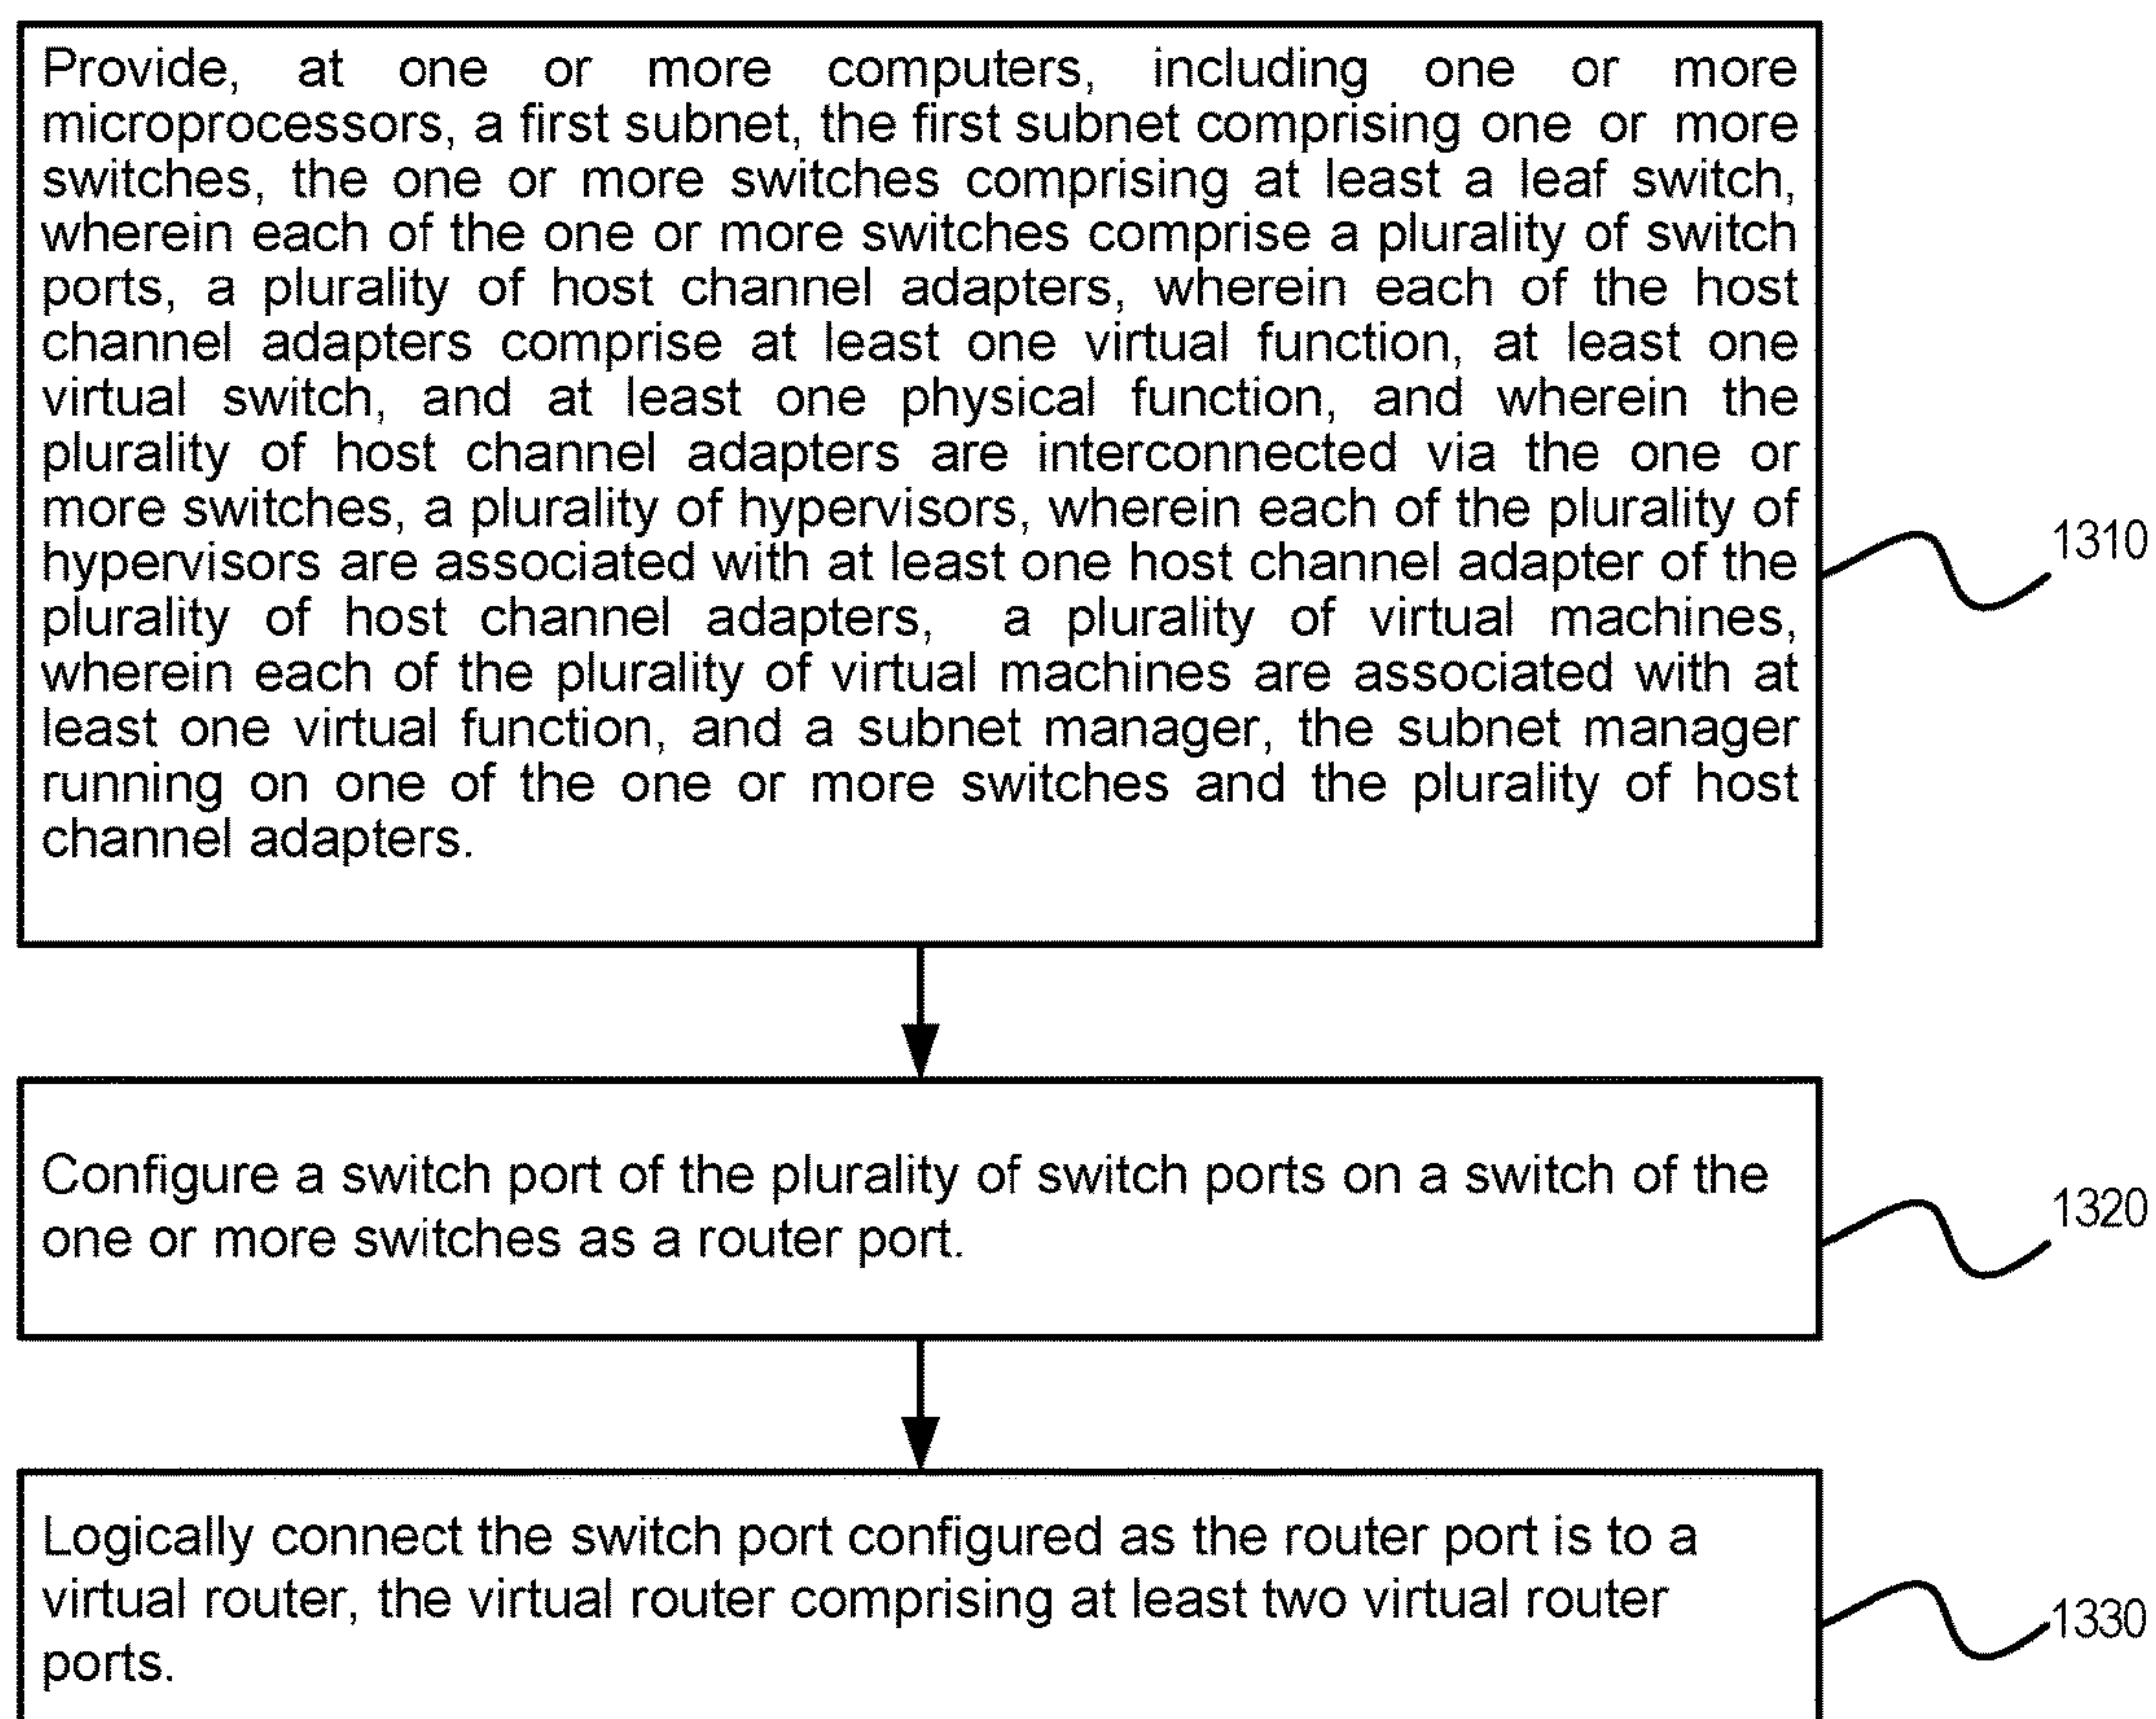 Provide, at one or more computers, including one or more
microprocessors, a first subnet, the first subnet comprising one or more
switches, the one or more switches comprising at least a leaf switch,
wherein each of the one or more switches comprise a plurality of switch
ports, a plurality of host channel adapters, wherein each of the host
channel adapters comprise at least one virtual function, at least one
virtual switch, and at least one physical function, and wherein the
plurality of host channel adapters are interconnected via the one or
more switches, a plurality of hypervisors, wherein each of the plurality of
hypervisors are associated with at least one host channel adapter of the
plurality of host channel adapters, a plurality of virtual machines,
wherein each of the plurality of virtual machines are associated with at
least one virtual function, and a subnet manager, the subnet manager
running on one of the one or more switches and the plurality of host
channel adapters.
1310
Configure a switch port of the plurality of switch ports on a switch of the
one or more switches as a router port.
1320
Logically connect the switch port configured as the router port is to a
virtual router, the virtual router comprising at least two virtual router
ports.
1330